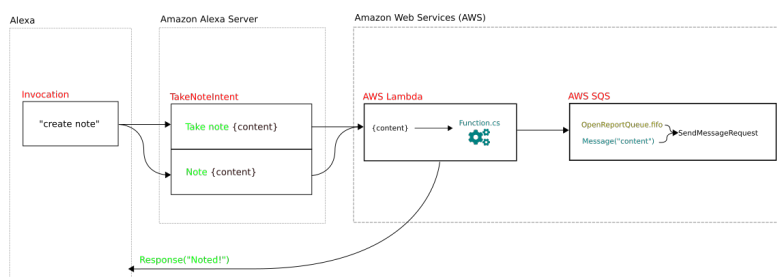 Alexa
Amazon Alexa Server
Amazon Web Services (AWS)
Invocation
"create note"
TakeNoteIntent
Take note {content}
Note {content}
AWS Lambda
{content}
Function.cs
AWS SQS
OpenReportQueue.fifo
SendMessageRequest
Message("content")
Response("Noted!")